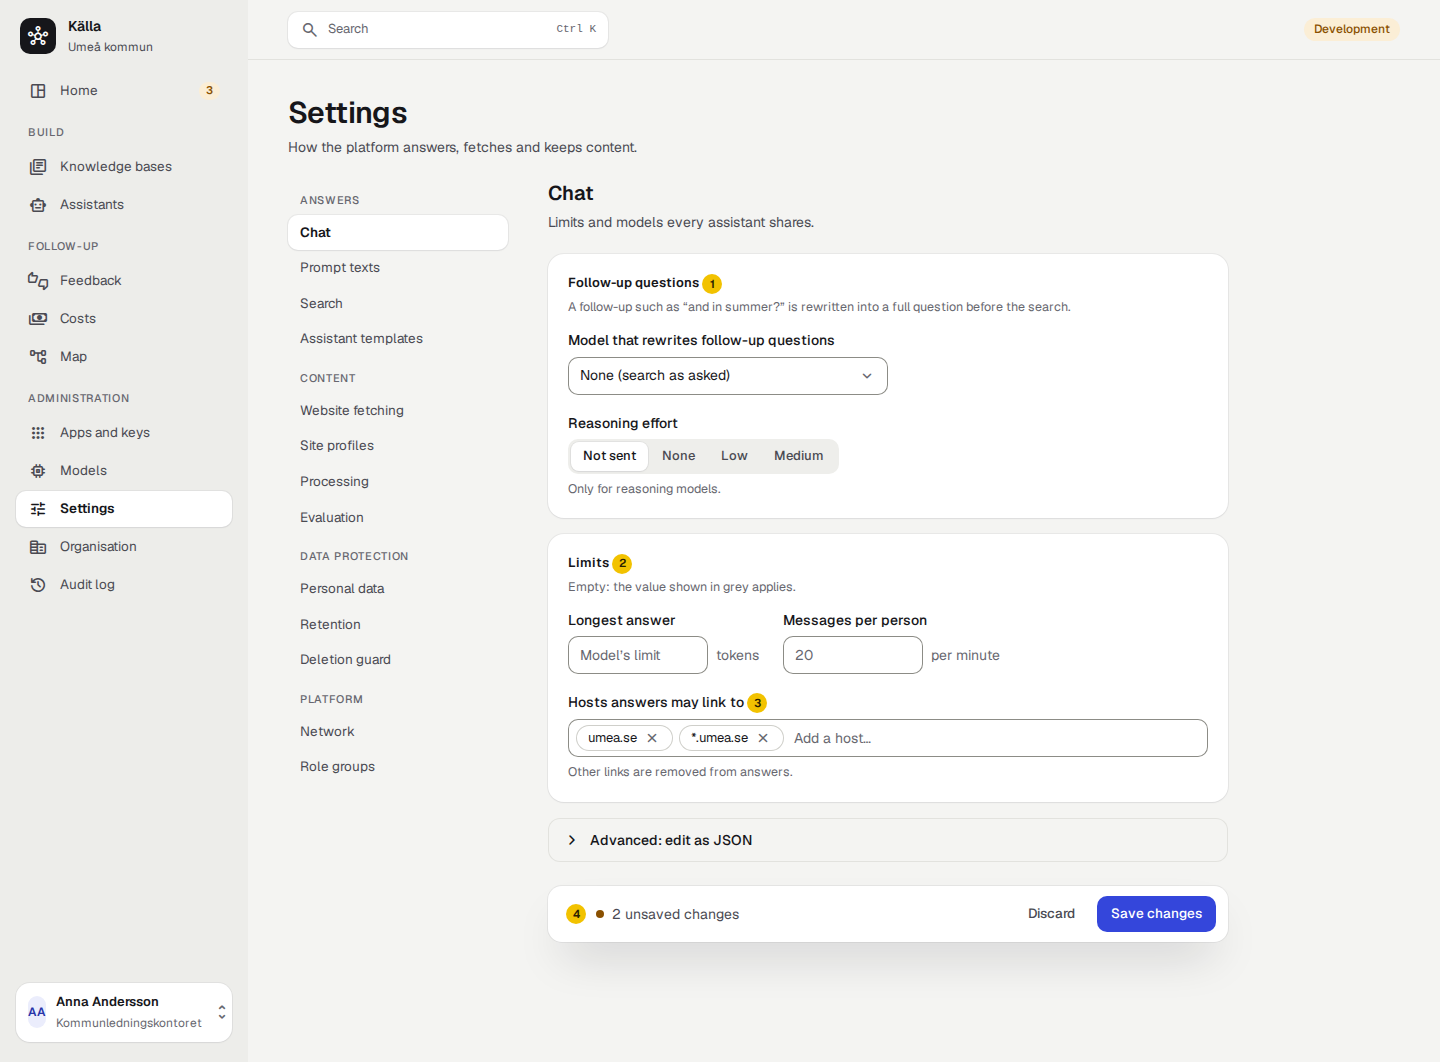 Källa
Umeå kommun
Home
3
BUILD
Knowledge bases
Assistants
FOLLOW-UP
Feedback
Costs
Map
ADMINISTRATION
Apps and keys
Models
Settings
Organisation
Audit log
AA
Anna Andersson
Kommunledningskontoret
Search
Ctrl K
Development
Settings
How the platform answers, fetches and keeps content.
ANSWERS
Chat
Prompt texts
Search
Assistant templates
CONTENT
Website fetching
Site profiles
Processing
Evaluation
DATA PROTECTION
Personal data
Retention
Deletion guard
PLATFORM
Network
Role groups
Chat
Limits and models every assistant shares.
Follow-up questions 1
A follow-up such as “and in summer?” is rewritten into a full question before the search.
Model that rewrites follow-up questions
None (search as asked)
Reasoning effort
Not sent None Low Medium
Only for reasoning models.
Limits 2
Empty: the value shown in grey applies.
Longest answer
Model's limit tokens
Messages per person
20 per minute
Hosts answers may link to 3
umea.se *.umea.se Add a host...
Other links are removed from answers.
Advanced: edit as JSON
4 2 unsaved changes
Discard
Save changes